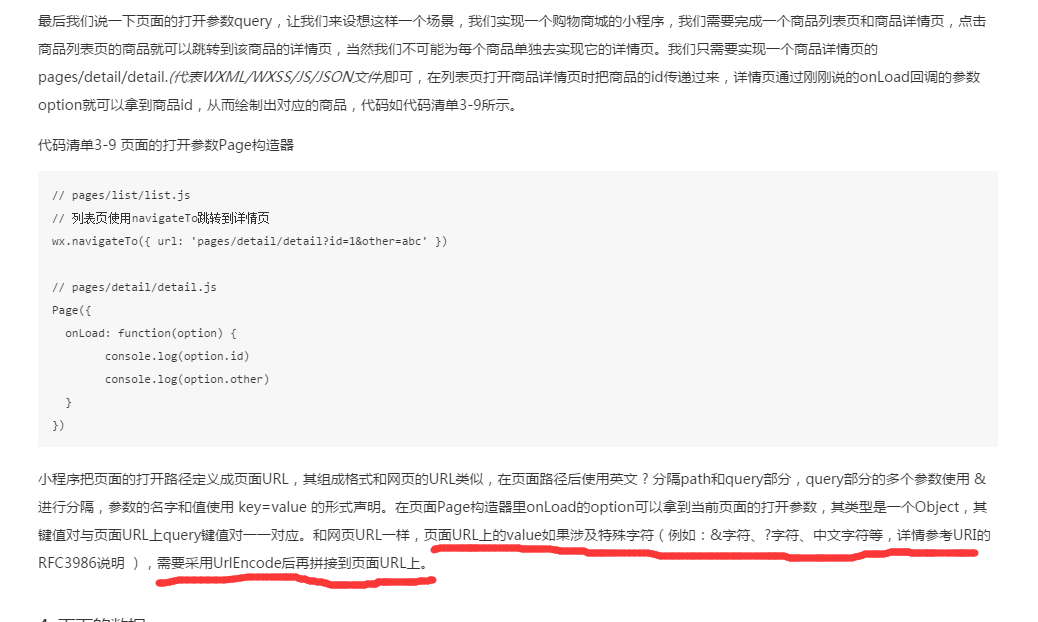 最后我们说一下页面的打开参数query，让我们来设想这样一个场景，我们实现一个购物商城的小程序，我们需要完成一个商品列表页和商品详情页，点击
商品列表页的商品就可以跳转到该商品的详情页，当然我们不可能为每个商品单独去实现它的详情页。我们只需要实现一个商品详情页的
pages/detail/detail.(代表WXML/WXSS/JS/JSON文件)即可，在列表页打开商品详情页时把商品的id传递过来，详情页通过刚刚说的onLoad回调的参数
option就可以拿到商品id，从而绘制出对应的商品，代码如代码清单3-9所示。
代码清单3-9 页面的打开参数Page构造器
// pages/list/list.js
// 列表页使用navigateTo跳转到详情页
wx.navigateTo({ url: 'pages/detail/detail?id=1&other=abc' })
// pages/detail/detail.js
Page({
onLoad: function(option) {
console.log(option.id)
console.log(option.other)
}
})
小程序把页面的打开路径定义成页面URL，其组成格式和网页的URL类似，在页面路径后使用英文 ? 分隔path和query部分，query部分的多个参数使用 &
进行分隔，参数的名字和值使用 key=value 的形式声明。在页面Page构造器里onLoad的option可以拿到当前页面的打开参数，其类型是一个Object，其
键值对与页面URL上query键值对一一对应。和网页URL一样，页面URL上的value如果涉及特殊字符（例如：&字符、?字符、中文字符等，详情参考URI的
RFC3986说明 ），需要采用UrlEncode后再拼接到页面URL上。